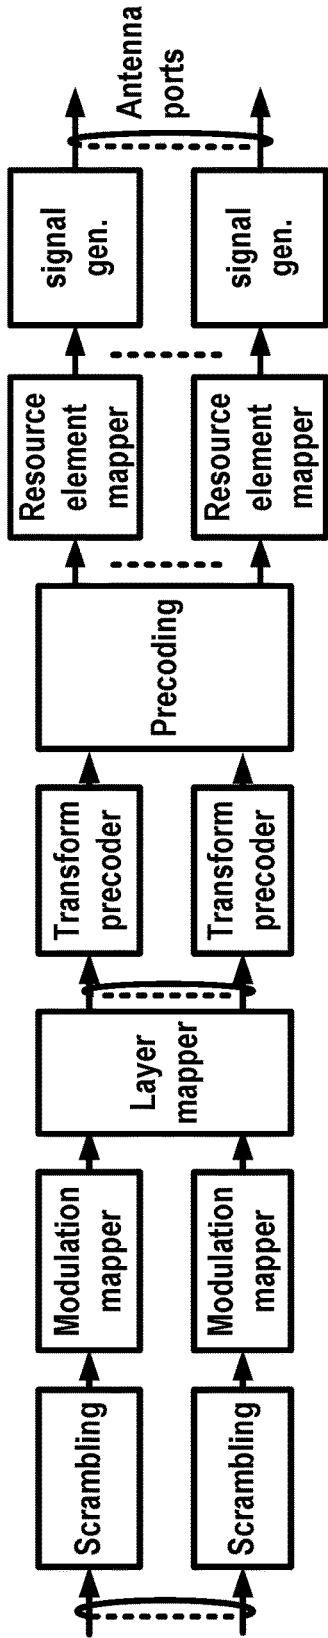 Scrambling
Modulation
mapper
Layer
mapper
Transform
precoder
Precoding
Resource
element
mapper
signal
gen.
Antenna
ports
Scrambling
Modulation
mapper
Transform
precoder
Resource
element
mapper
signal
gen.